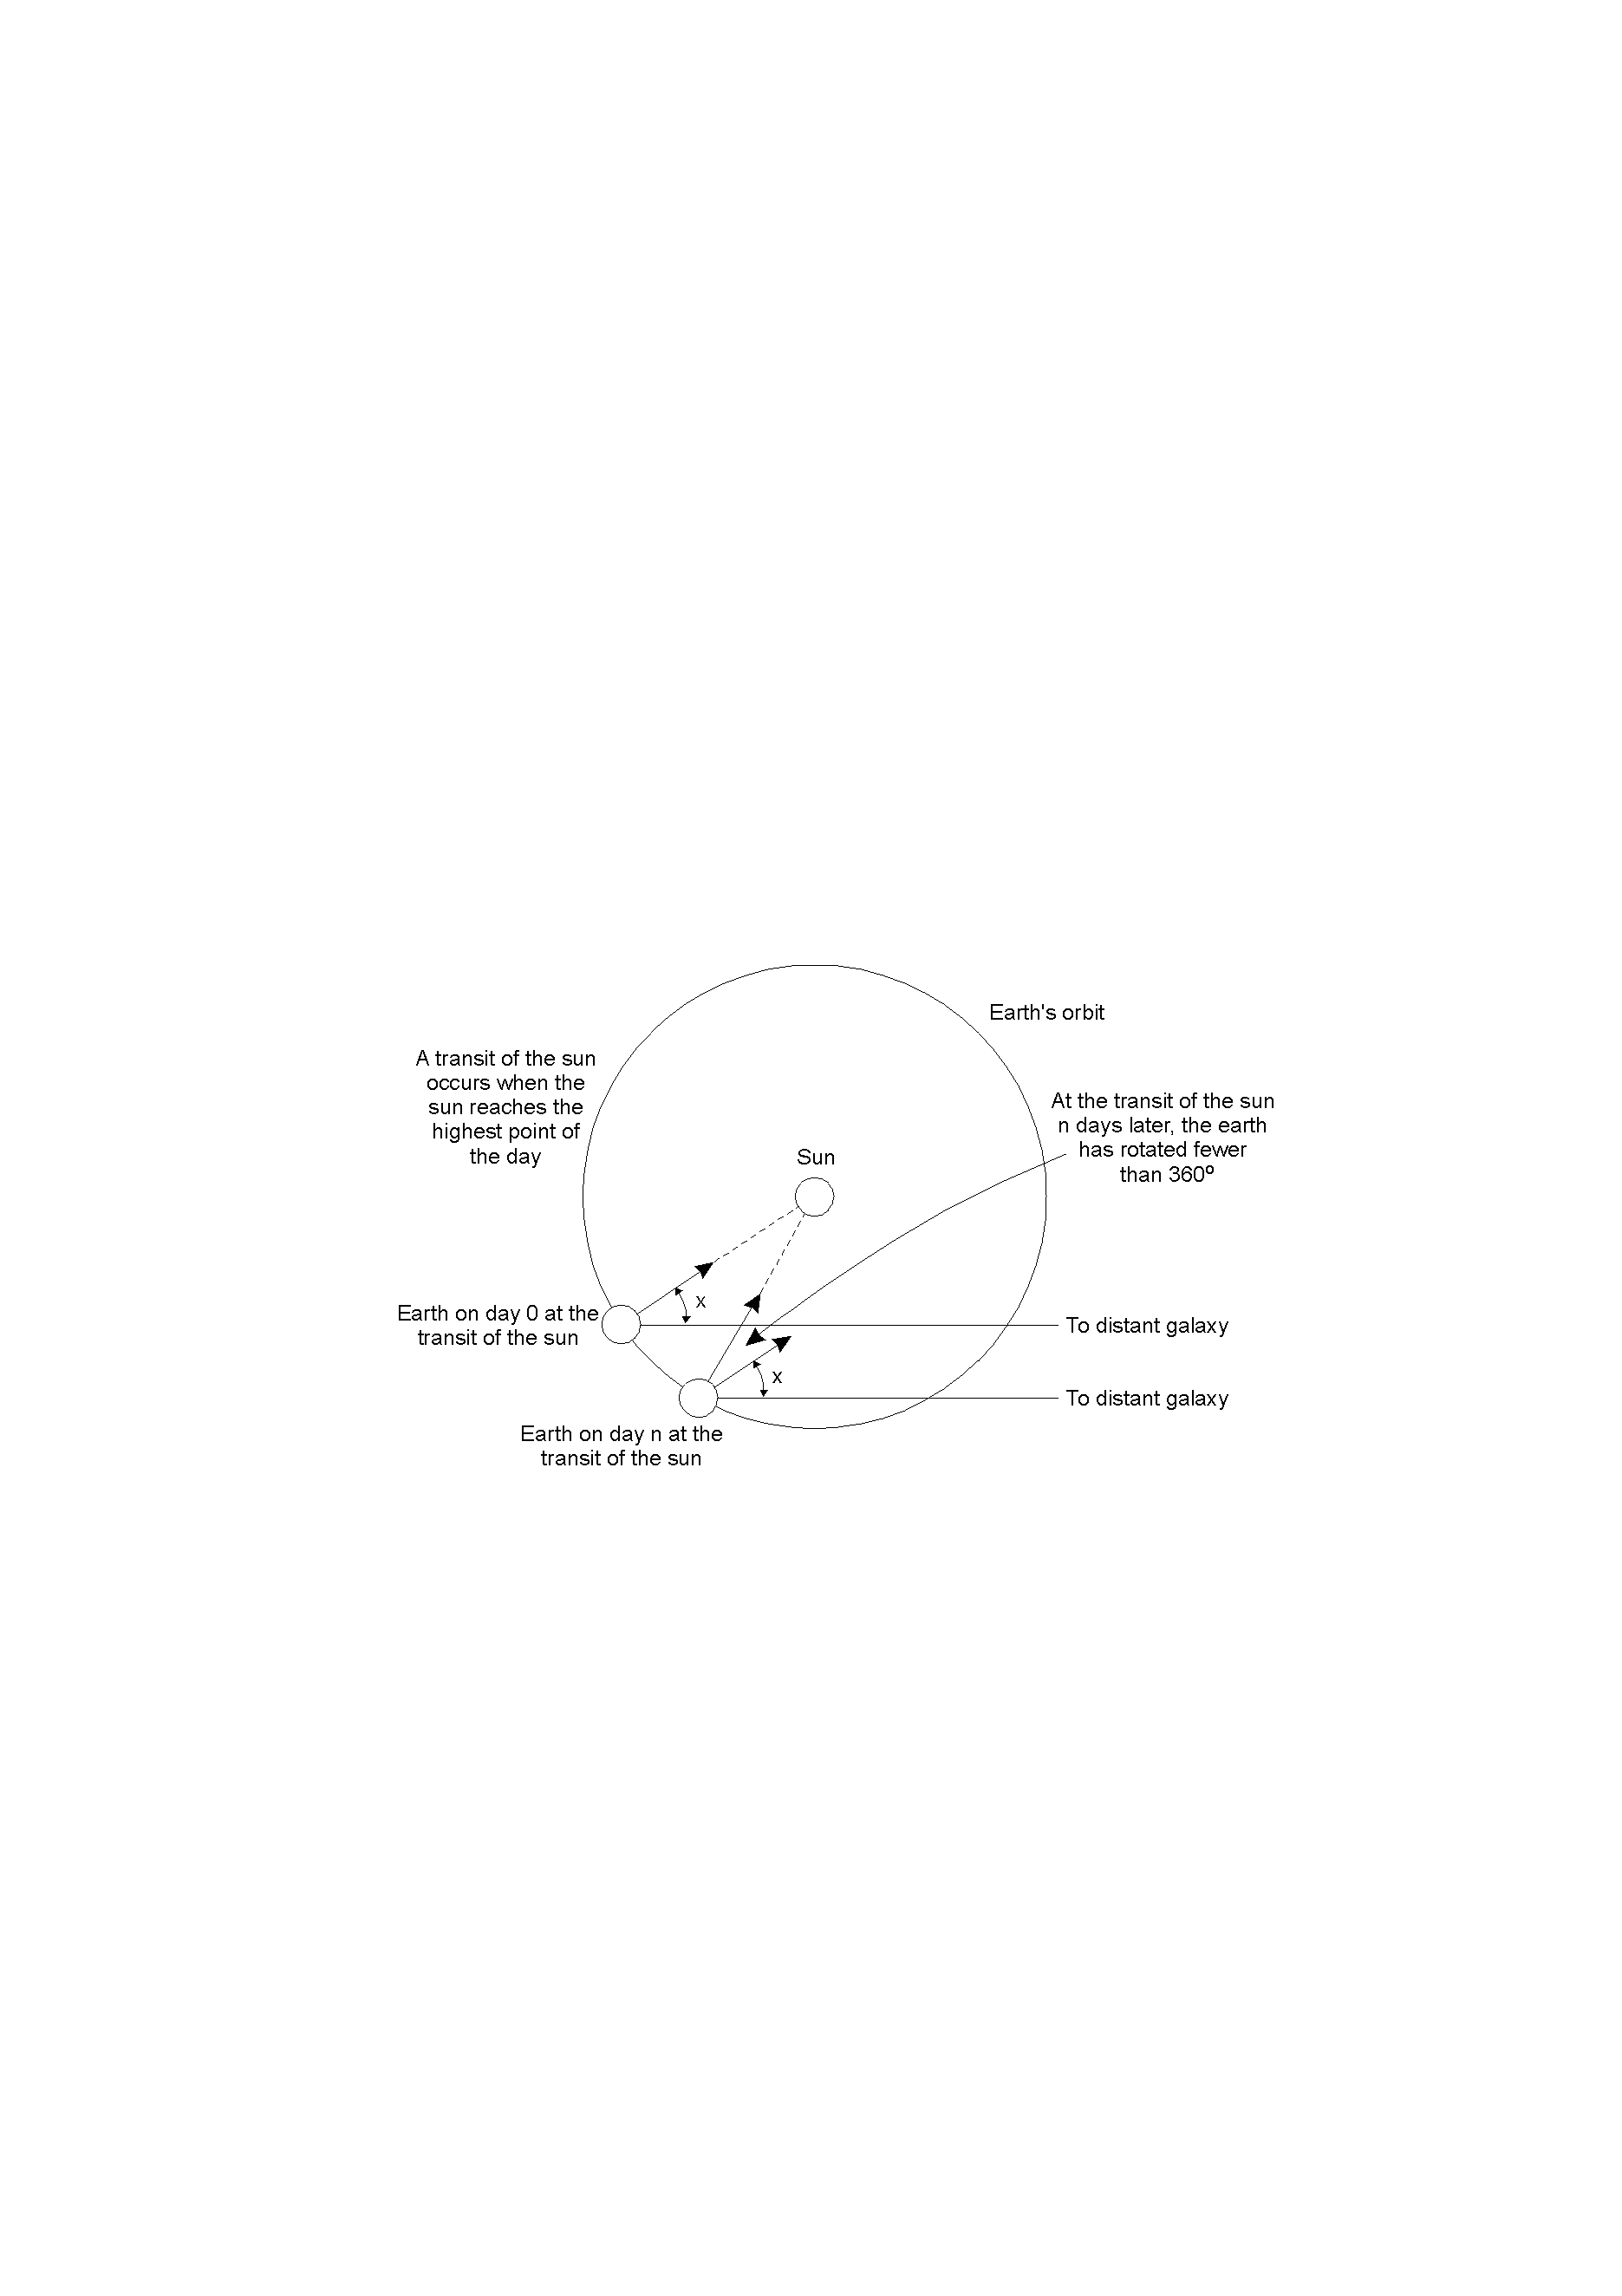 Earth's orbit
A transit of the sun
occurs when the
sun reaches the
highest point of
the day
At the transit of the sun
n days later, the earth
has rotated fewer
than 360º
Sun
x
Earth on day 0 at the
transit of the sun
To distant galaxy
x
To distant galaxy
Earth on day n at the
transit of the sun